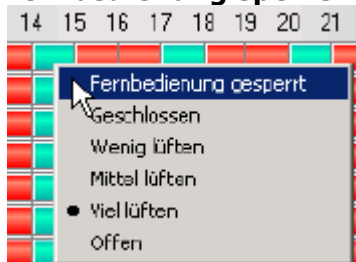 14 15 16 17 18 19 20 21
Fernbedienung gesperrt
Geschlossen
Wenig lüften
Mittel lüften
Viel lüften
Offen